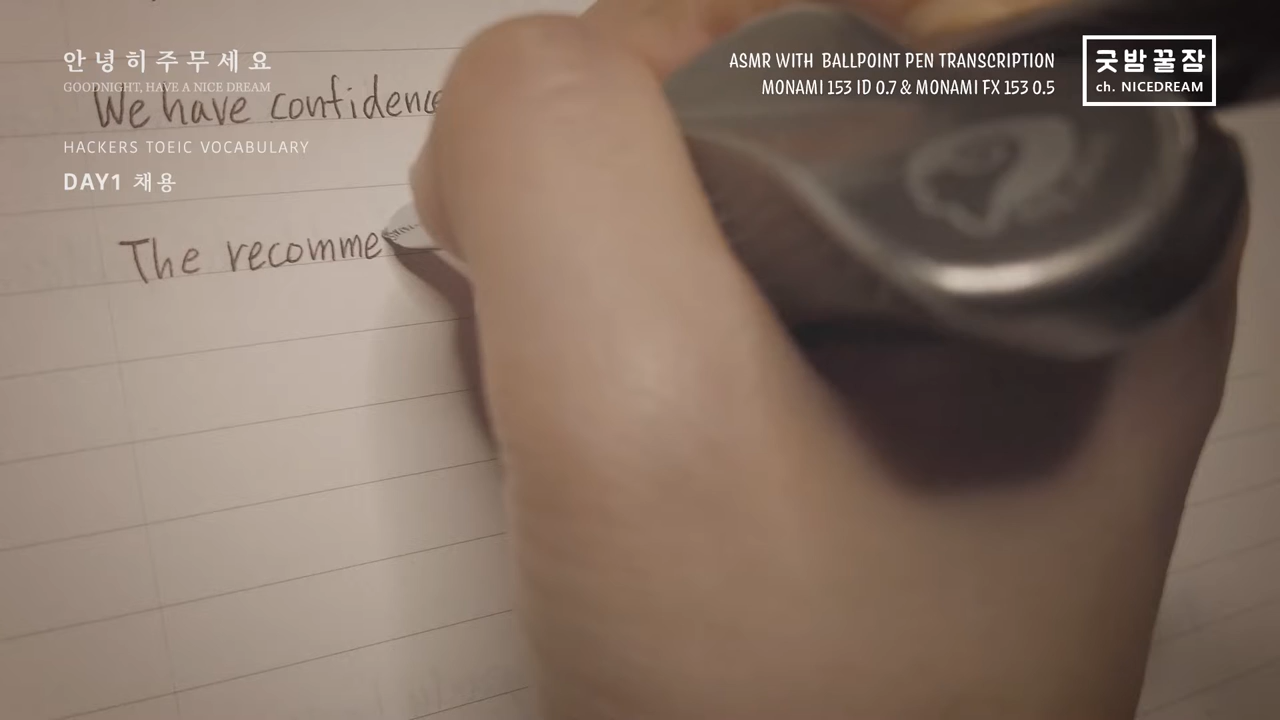 안녕히주무세요
GOODNIGHT, HAVE A NICE DREAM
We have confidence
HACKERS TOEIC VOCABULARY
DAY1 채용
The recomme
ASMR WITH BALLPOINT PEN TRANSCRIPTION
MONAMI 153 ID 0.7 & MONAMI FX 153 0.5
굿밤꿀잠
ch. NICEDREAM